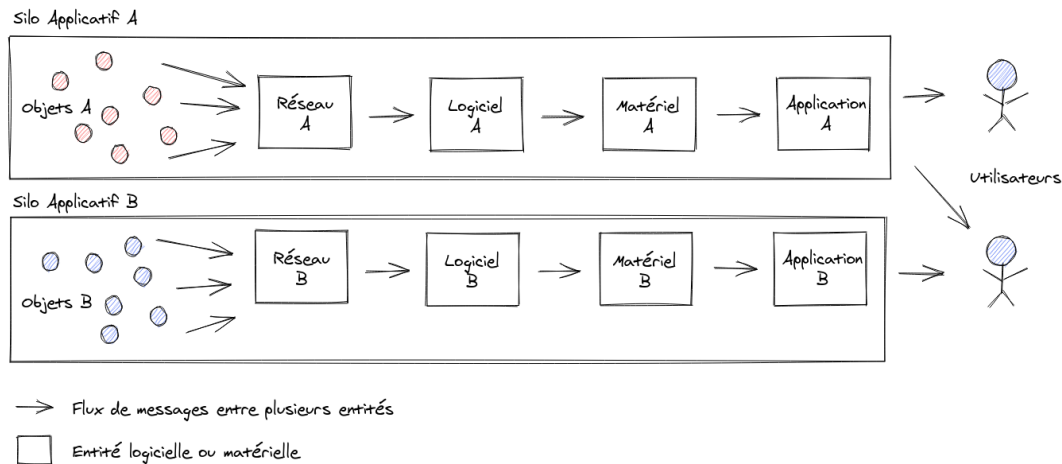 Silo Applicatif A
Objets A
Réseau
A
Logiciel
A
Matériel
A
Application
A
Utilisateurs
Silo Applicatif B
Objets B
Réseau
B
Logiciel
B
Matériel
B
Application
B
Flux de messages entre plusieurs entités
Entité logicielle ou matérielle